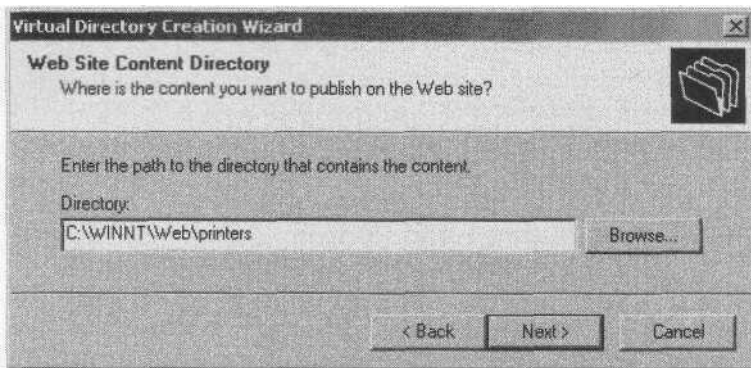 Virtual Directory Creation Wizard
Web Site Content Directory
Where is the content you want to publish on the Web site?
Enter the path to the directory that contains the content.
Directory:
C:\WINNT\Web\printers
Browse...
< Back
Next >
Cancel